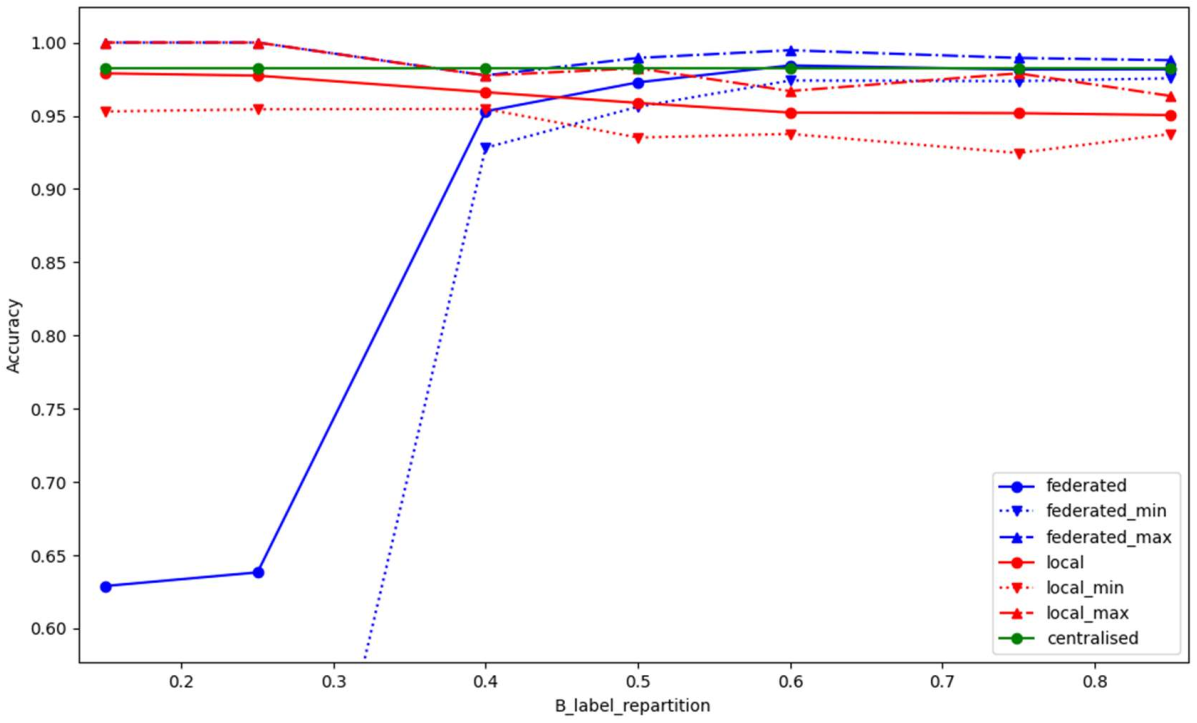 1.00
0.95
0.90
0.85
0.80
0.75
0.70
0.65
0.60
Accuracy
0.2 0.3 0.4 0.5 0.6 0.7 0.8
B_label_repartition
federated
federated_min
federated_max
local
local_min
local_max
centralised